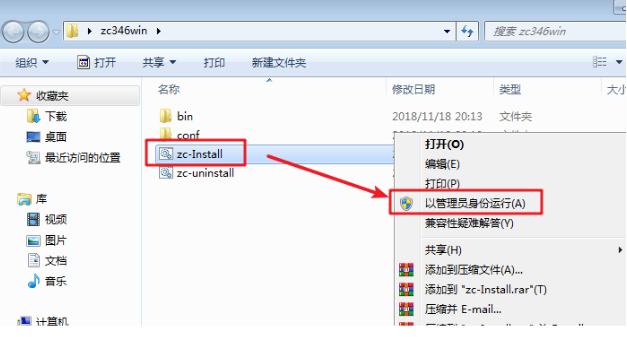 zc346win
搜索 zc346win
组织 打开 共享 打印 新建文件夹
名称 修改日期 类型 大小
收藏夹
下载
桌面
最近访问的位置
库
视频
图片
文档
音乐
计算机
bin 2018/11/18 20:13 文件夹
conf
zc-Install
zc-uninstall
打开(O)
编辑(E)
打印(P)
以管理员身份运行(A)
兼容性疑难解答(Y)
共享(H)
添加到压缩文件(A)...
添加到 "zc-Install.rar"(T)
压缩并 E-mail...